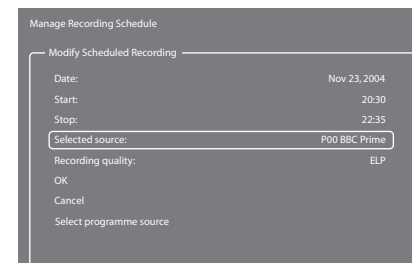 Manage Recording Schedule
Modify Scheduled Recording
Date: Nov 23, 2004
Start: 20:30
Stop: 22:35
Selected source: P00 BBC Prime
Recording quality: ELP
OK
Cancel
Select programme source